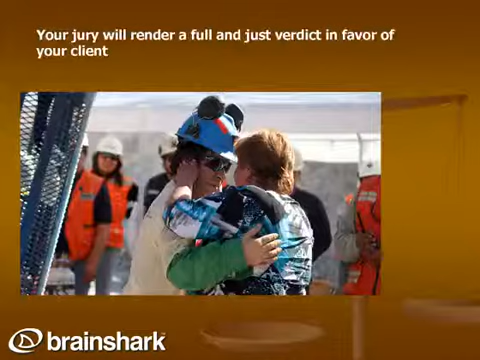 Your jury will render a full and just verdict in favor of
your client
brainshark